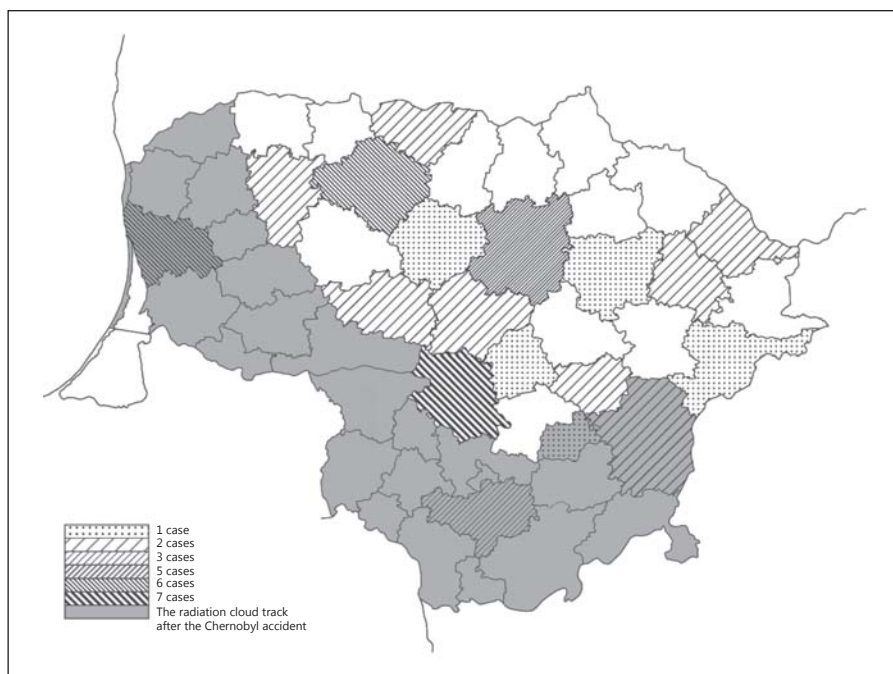 1 case
2 cases
3 cases
5 cases
6 cases
7 cases
The radiation cloud track
after the Chernobyl accident